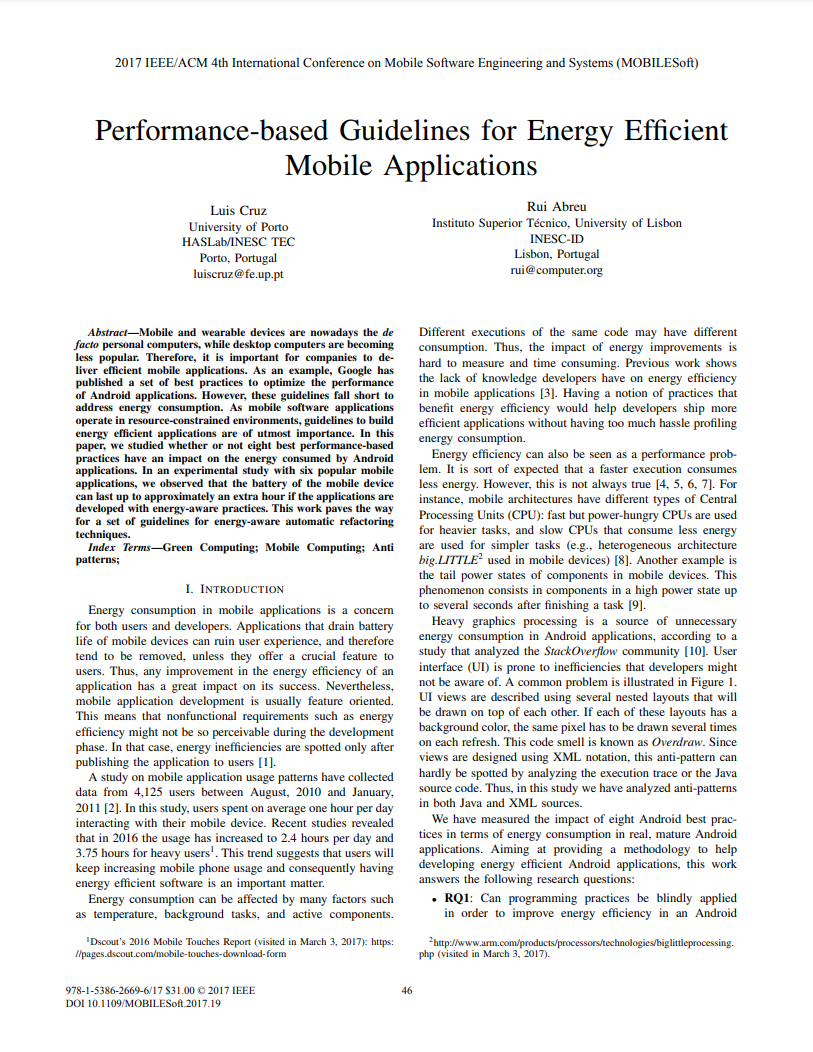 2017 IEEE/ACM 4th International Conference on Mobile Software Engineering and Systems (MOBILESoft)
Performance-based Guidelines for Energy Efficient
Mobile Applications
Luis Cruz
University of Porto
HASLab/INESC TEC
Porto, Portugal
luiscruz@fe.up.pt
Rui Abreu
Instituto Superior Técnico, University of Lisbon
INESC-ID
Lisbon, Portugal
rui@computer.org
Abstract—Mobile and wearable devices are nowadays the de
facto personal computers, while desktop computers are becoming
less popular. Therefore, it is important for companies to de-
liver efficient mobile applications. As an example, Google has
published a set of best practices to optimize the performance
of Android applications. However, these guidelines fall short to
address energy consumption. As mobile software applications
operate in resource-constrained environments, guidelines to build
energy efficient applications are of utmost importance. In this
paper, we studied whether or not eight best performance-based
practices have an impact on the energy consumed by Android
applications. In an experimental study with six popular mobile
applications, we observed that the battery of the mobile device
can last up to approximately an extra hour if the applications are
developed with energy-aware practices. This work paves the way
for a set of guidelines for energy-aware automatic refactoring
techniques.
Index Terms—Green Computing; Mobile Computing; Anti
patterns;
I. INTRODUCTION
Energy consumption in mobile applications is a concern
for both users and developers. Applications that drain battery
life of mobile devices can ruin user experience, and therefore
tend to be removed, unless they offer a crucial feature to
users. Thus, any improvement in the energy efficiency of an
application has a great impact on its success. Nevertheless,
mobile application development is usually feature oriented.
This means that nonfunctional requirements such as energy
efficiency might not be so perceivable during the development
phase. In that case, energy inefficiencies are spotted only after
publishing the application to users [1].
A study on mobile application usage patterns have collected
data from 4,125 users between August, 2010 and January,
2011 [2]. In this study, users spent on average one hour per day
interacting with their mobile device. Recent studies revealed
that in 2016 the usage has increased to 2.4 hours per day and
3.75 hours for heavy users¹. This trend suggests that users will
keep increasing mobile phone usage and consequently having
energy efficient software is an important matter.
Energy consumption can be affected by many factors such
as temperature, background tasks, and active components.
¹Dscout's 2016 Mobile Touches Report (visited in March 3, 2017): https:
//pages.dscout.com/mobile-touches-download-form
Different executions of the same code may have different
consumption. Thus, the impact of energy improvements is
hard to measure and time consuming. Previous work shows
the lack of knowledge developers have on energy efficiency
in mobile applications [3]. Having a notion of practices that
benefit energy efficiency would help developers ship more
efficient applications without having too much hassle profiling
energy consumption.
Energy efficiency can also be seen as a performance prob-
lem. It is sort of expected that a faster execution consumes
less energy. However, this is not always true [4, 5, 6, 7]. For
instance, mobile architectures have different types of Central
Processing Units (CPU): fast but power-hungry CPUs are used
for heavier tasks, and slow CPUs that consume less energy
are used for simpler tasks (e.g., heterogeneous architecture
big.LITTLE² used in mobile devices) [8]. Another example is
the tail power states of components in mobile devices. This
phenomenon consists in components in a high power state up
to several seconds after finishing a task [9].
Heavy graphics processing is a source of unnecessary
energy consumption in Android applications, according to a
study that analyzed the StackOverflow community [10]. User
interface (UI) is prone to inefficiencies that developers might
not be aware of. A common problem is illustrated in Figure 1.
UI views are described using several nested layouts that will
be drawn on top of each other. If each of these layouts has a
background color, the same pixel has to be drawn several times
on each refresh. This code smell is known as Overdraw. Since
views are designed using XML notation, this anti-pattern can
hardly be spotted by analyzing the execution trace or the Java
source code. Thus, in this study we have analyzed anti-patterns
in both Java and XML sources.
We have measured the impact of eight Android best prac-
tices in terms of energy consumption in real, mature Android
applications. Aiming at providing a methodology to help
developing energy efficient Android applications, this work
answers the following research questions:
• RQ1: Can programming practices be blindly applied
in order to improve energy efficiency in an Android
²http://www.arm.com/products/processors/technologies/biglittleprocessing.
php (visited in March 3, 2017).
978-1-5386-2669-6/17 $31.00 © 2017 IEEE
DOI 10.1109/MOBILESoft.2017.19
46